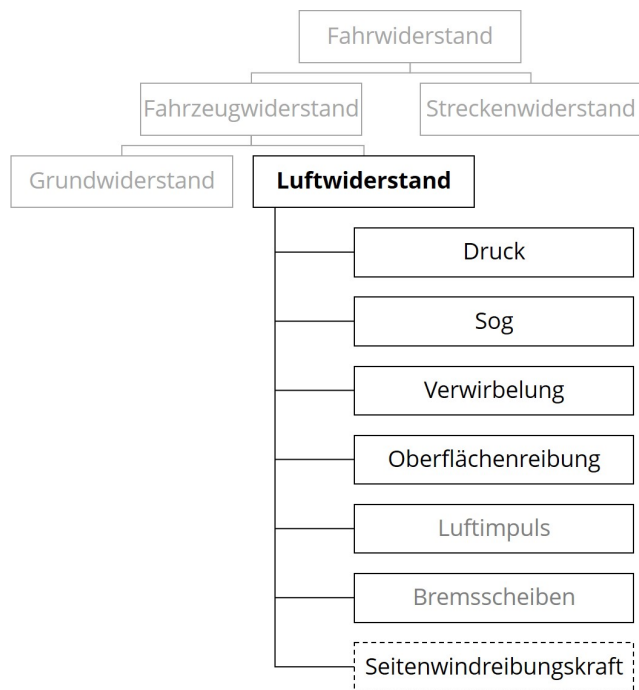 Fahrwiderstand
Fahrzeugwiderstand
Streckenwiderstand
Grundwiderstand
Luftwiderstand
Druck
Sog
Verwirbelung
Oberflächenreibung
Luftimpuls
Bremsscheiben
Seitenwindreibungskraft